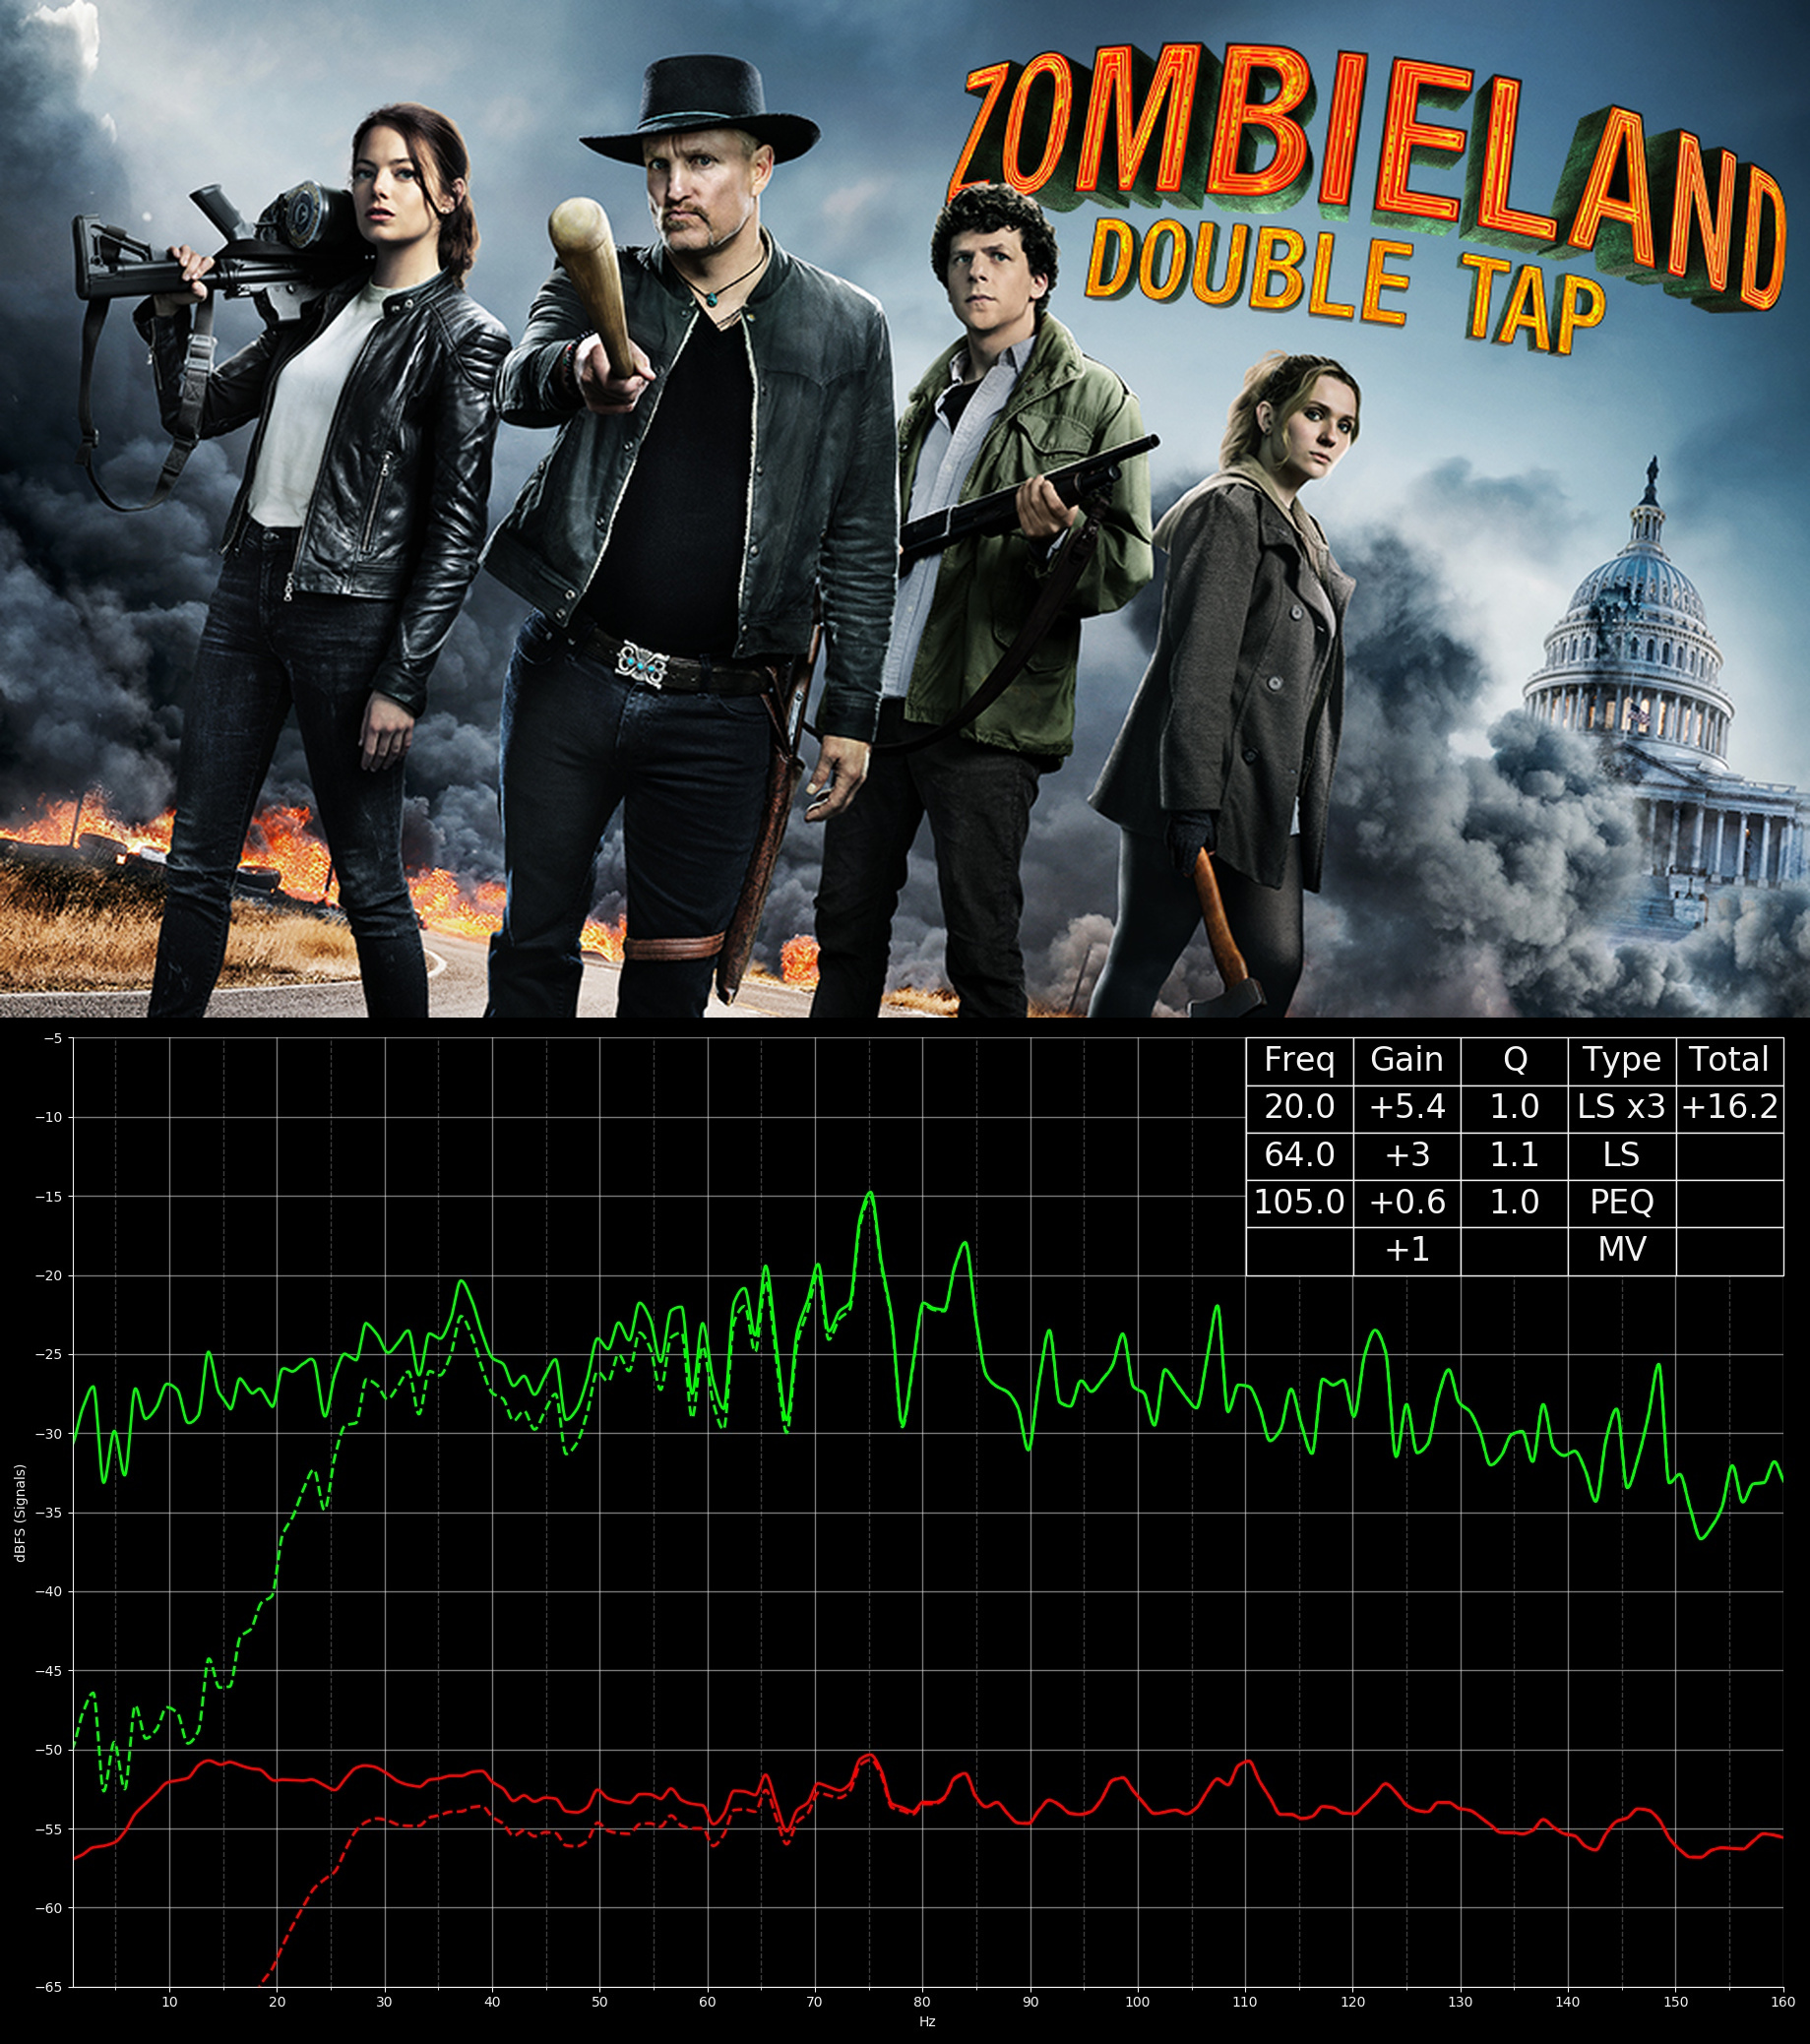 ZOMBIELAND
DOUBLE TAP
Freq Gain Q Type Total
20.0 +5.4 1.0 LS x3 +16.2
64.0 +3 1.1 LS
105.0 +0.6 1.0 PEQ
+1 MV
−5
−10
−15
−20
−25
−30
−35
−40
−45
−50
−55
−60
−65
dBFS (Signals)
10 20 30 40 50 60 70 80 90 100 110 120 130 140 150 160
Hz